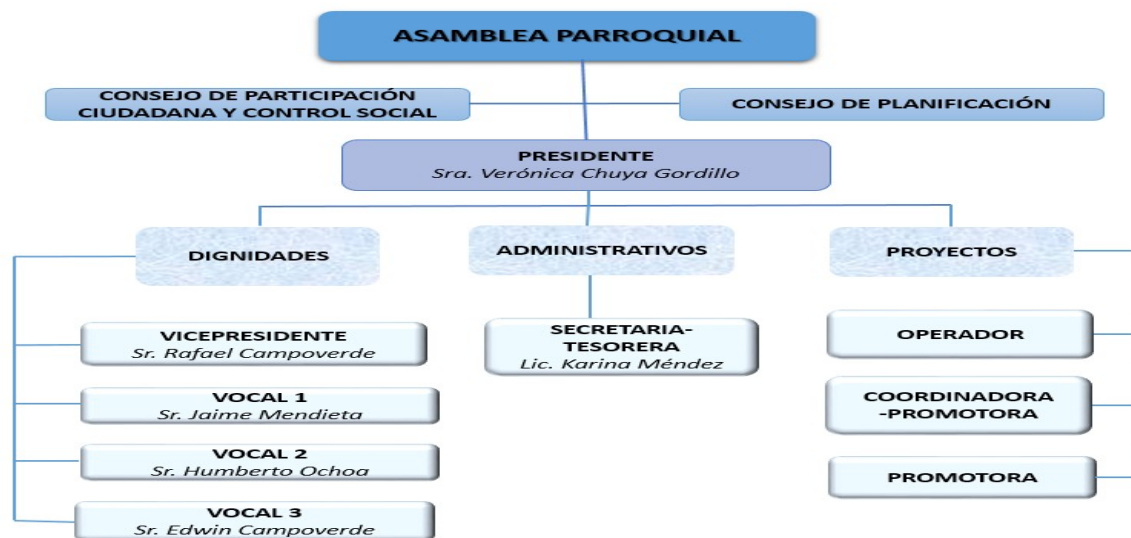 ASAMBLEA PARROQUIAL
CONSEJO DE PARTICIPACIÓN
CIUDADANA Y CONTROL SOCIAL
CONSEJO DE PLANIFICACIÓN
PRESIDENTE
Sra. Verónica Chuya Gordillo
DIGNIDADES
ADMINISTRATIVOS
PROYECTOS
VICEPRESIDENTE
Sr. Rafael Campoverde
VOCAL 1
Sr. Jaime Mendieta
VOCAL 2
Sr. Humberto Ochoa
VOCAL 3
Sr. Edwin Campoverde
SECRETARIA-
TESORERA
Lic. Karina Méndez
OPERADOR
COORDINADORA
-PROMOTORA
PROMOTORA